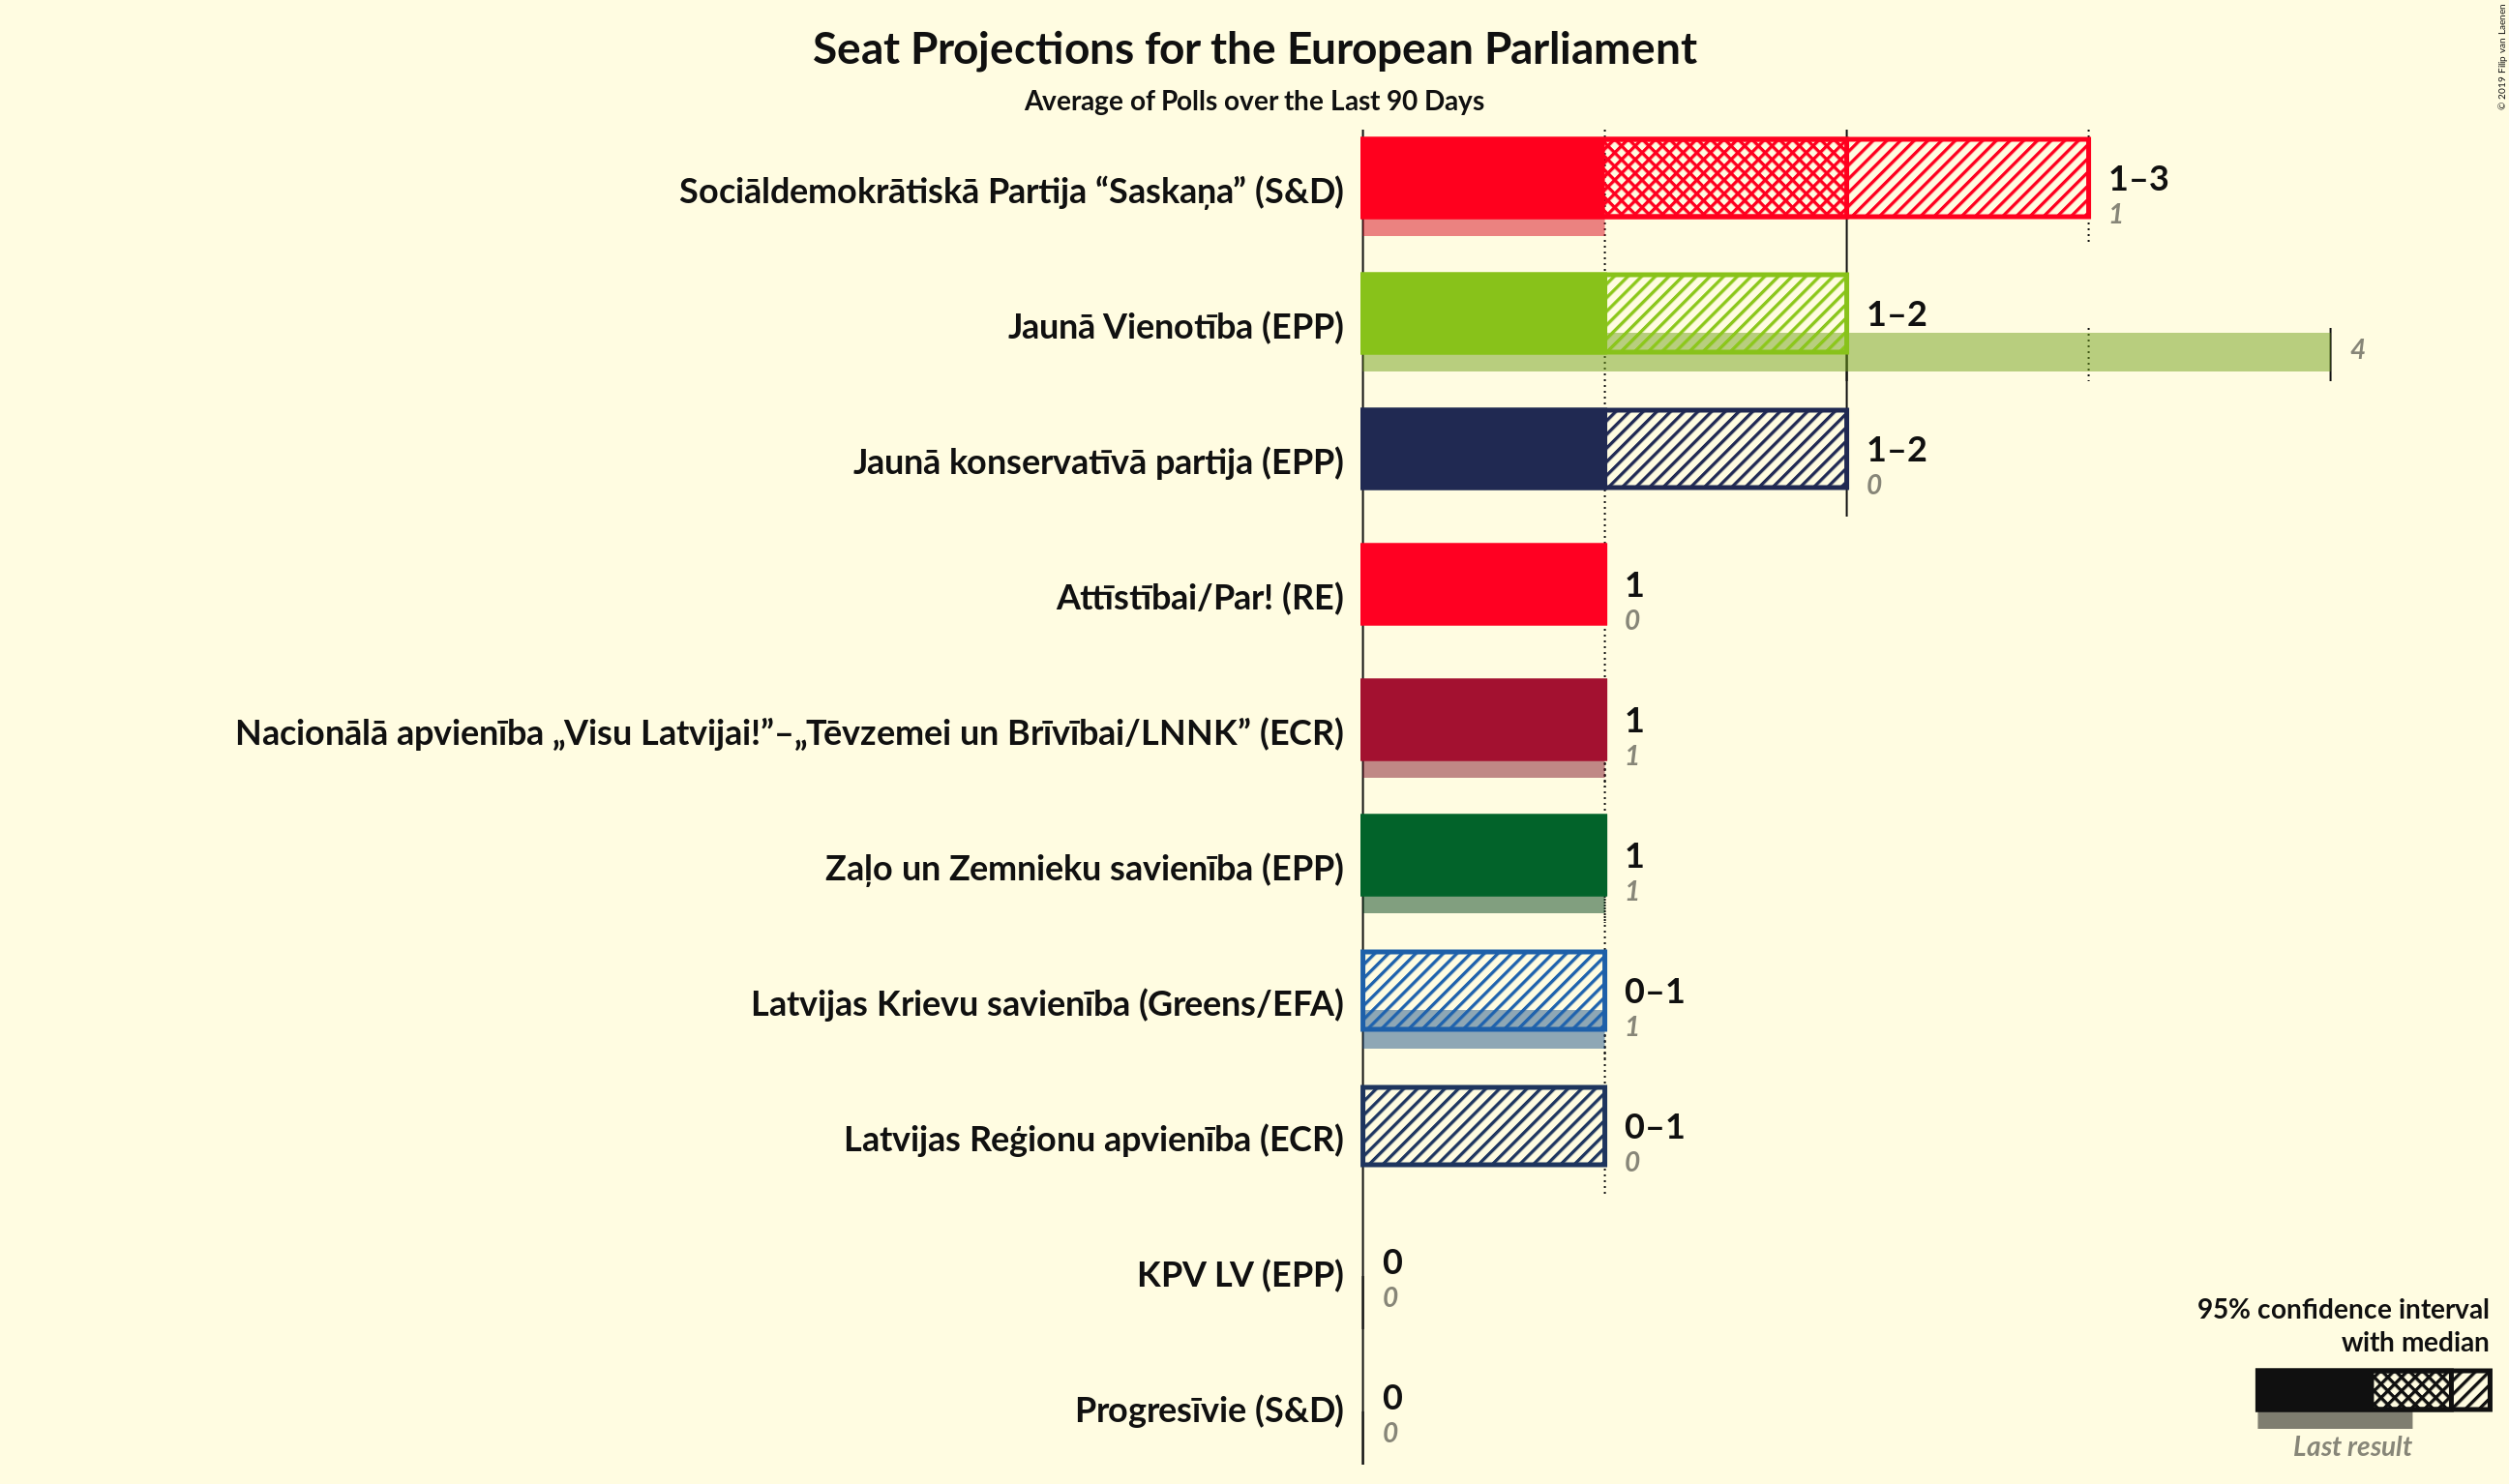 Seat Projections for the European Parliament
Average of Polls over the Last 90 Days
© 2019 Filip van Laenen
Sociāldemokrātiskā Partija “Saskaņa” (S&D)
1–3
1
Jaunā Vienotība (EPP)
1–2
4
Jaunā konservatīvā partija (EPP)
1–2
0
Attīstībai/Par! (RE)
1
0
Nacionālā apvienība „Visu Latvijai!”–„Tēvzemei un Brīvībai/LNNK” (ECR)
1
1
Zaļo un Zemnieku savienība (EPP)
1
1
Latvijas Krievu savienība (Greens/EFA)
0–1
1
Latvijas Reģionu apvienība (ECR)
0–1
0
KPV LV (EPP)
0
0
Progresīvie (S&D)
0
0
95% confidence interval
with median
Last result